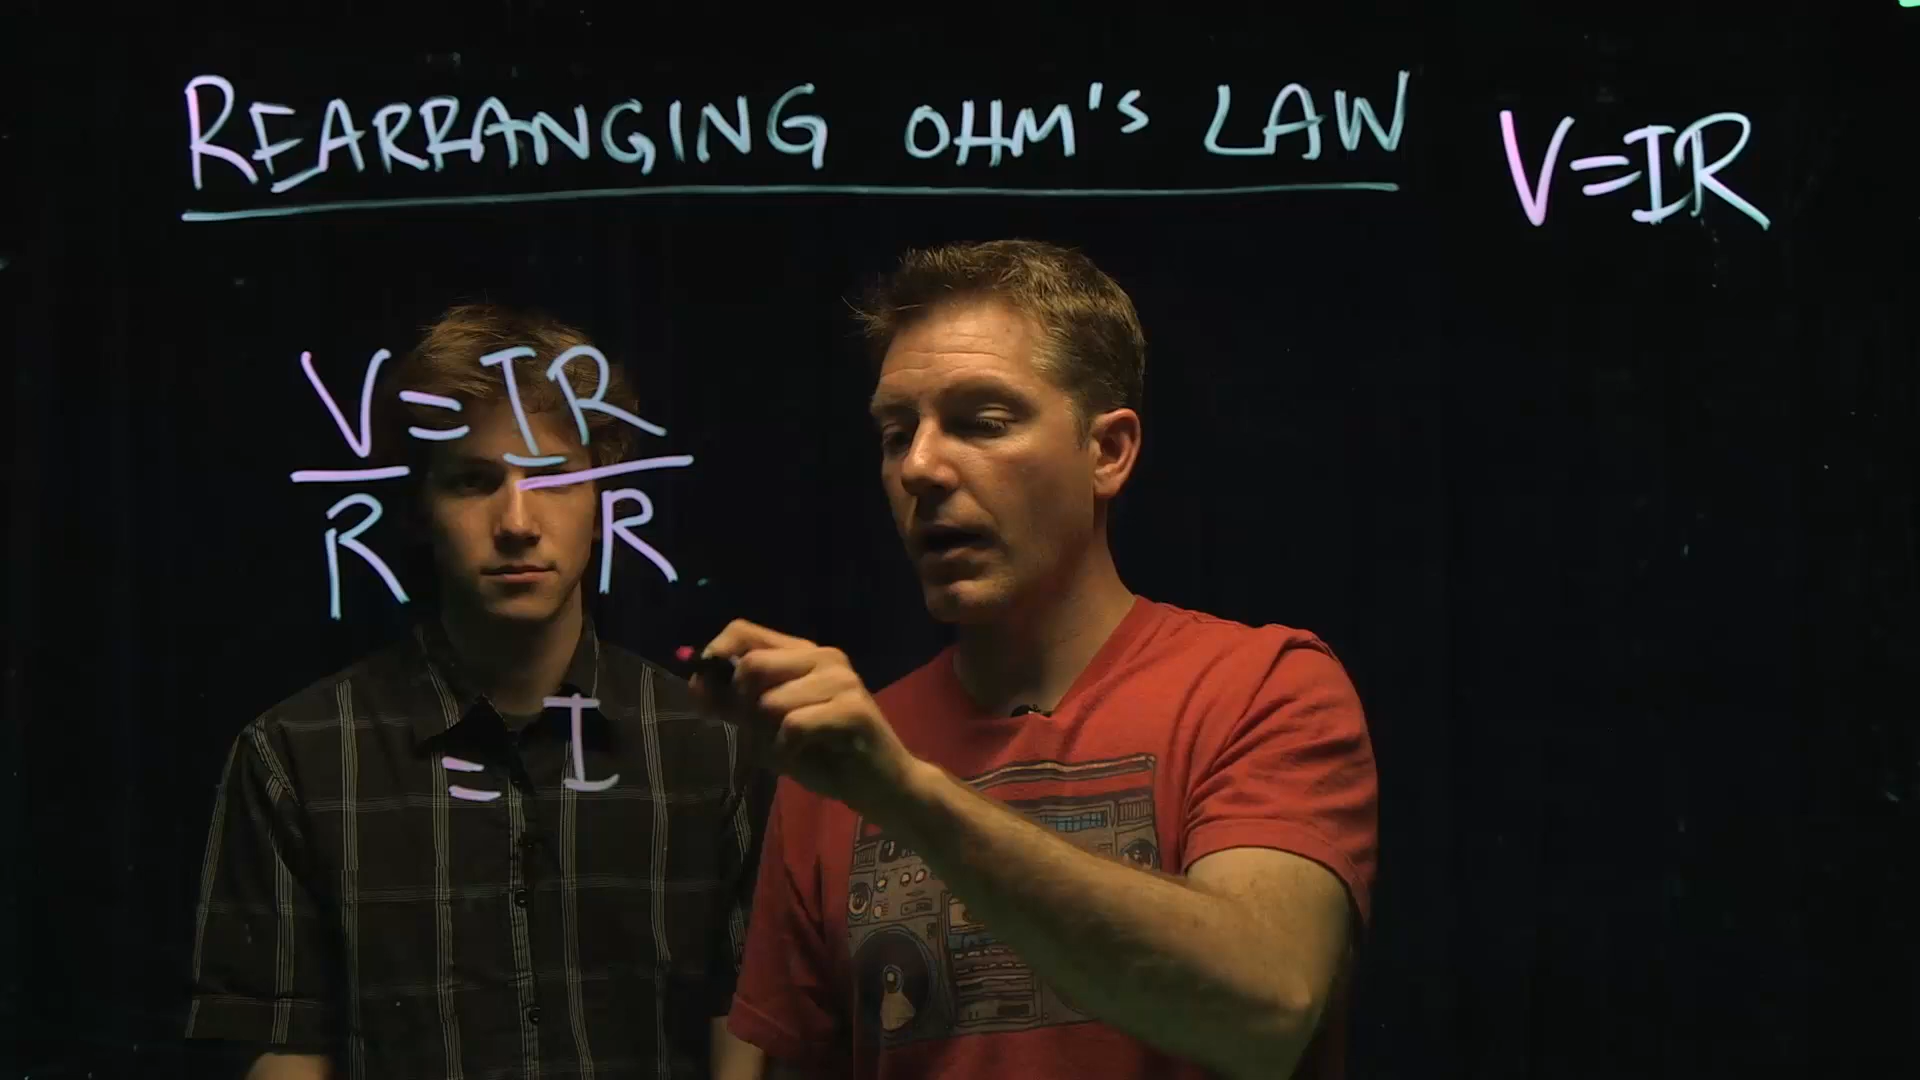 REARRANGING OHM'S LAW V=IR
V=IR
R R
= I